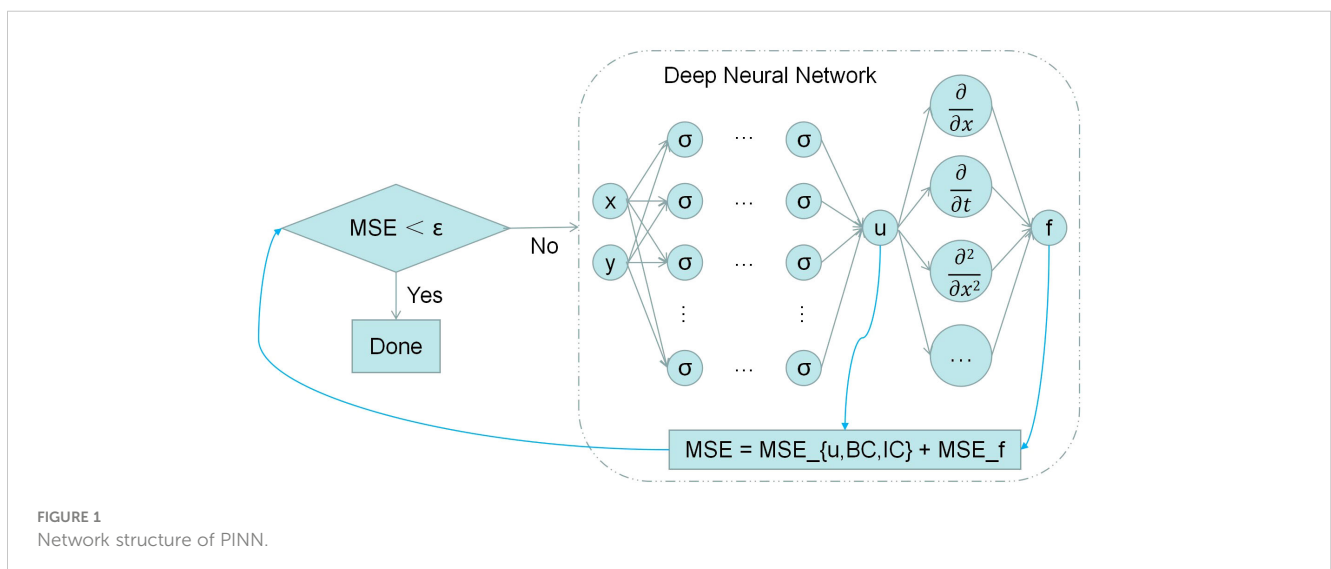 Deep Neural Network
∂/∂x
σ ··· σ
∂/∂t
x σ ··· σ
MSE < ε
No
u
f
y σ ··· σ
∂²/∂x²
Yes
⋮ ⋮
Done
σ ··· σ
...
MSE = MSE_{u,BC,IC} + MSE_f
FIGURE 1
Network structure of PINN.